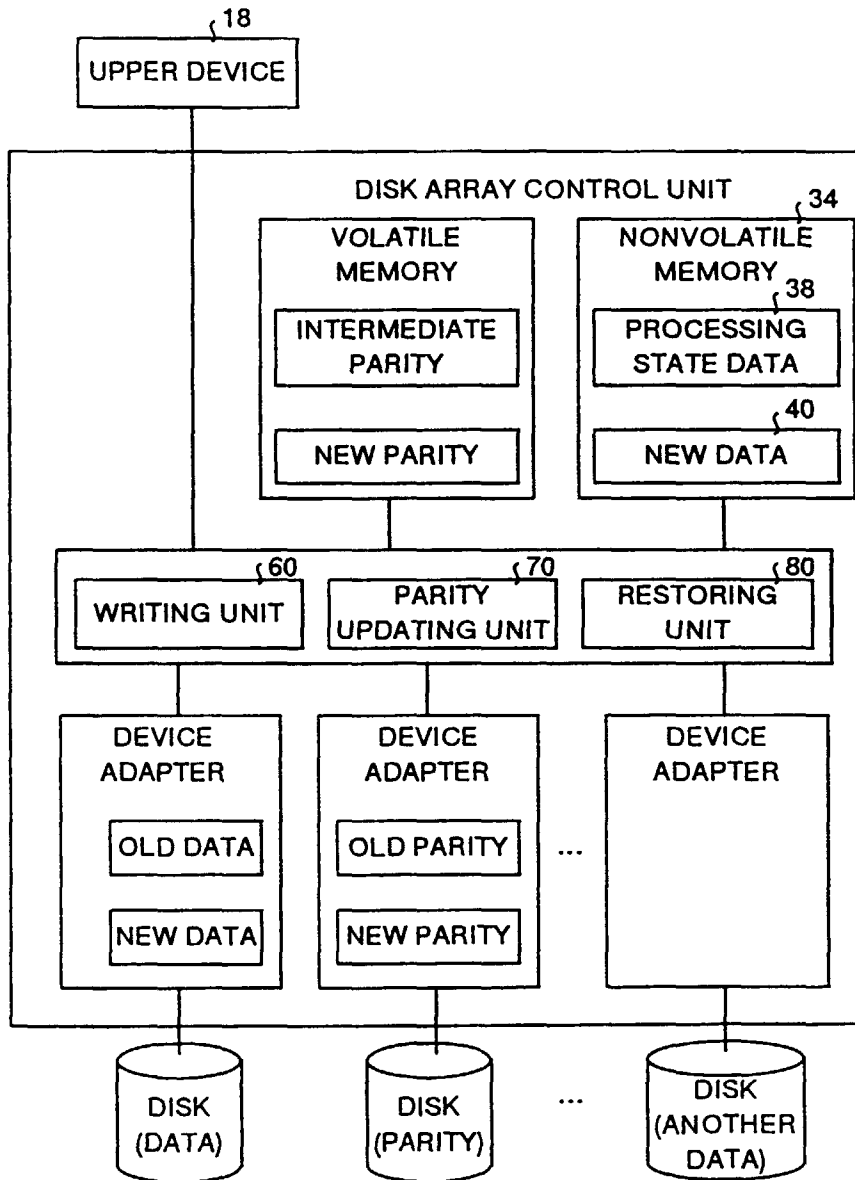 18
UPPER DEVICE
DISK ARRAY CONTROL UNIT
34
VOLATILE
MEMORY
NONVOLATILE
MEMORY
38
INTERMEDIATE
PARITY
PROCESSING
STATE DATA
40
NEW PARITY
NEW DATA
60
70
80
WRITING UNIT
PARITY
UPDATING UNIT
RESTORING
UNIT
DEVICE
ADAPTER
DEVICE
ADAPTER
DEVICE
ADAPTER
OLD DATA
OLD PARITY
...
NEW DATA
NEW PARITY
DISK
(DATA)
DISK
(PARITY)
...
DISK
(ANOTHER
DATA)